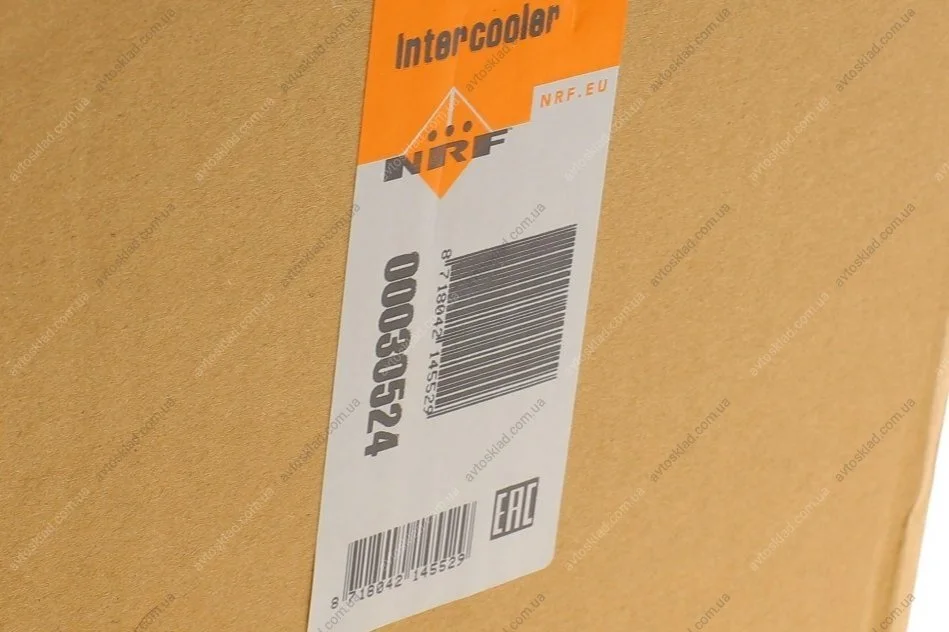 Intercooler
NRF.EU
NRF
00030524
8 718042 145529
EAC
8 718042 145529
avtosklad.com.ua